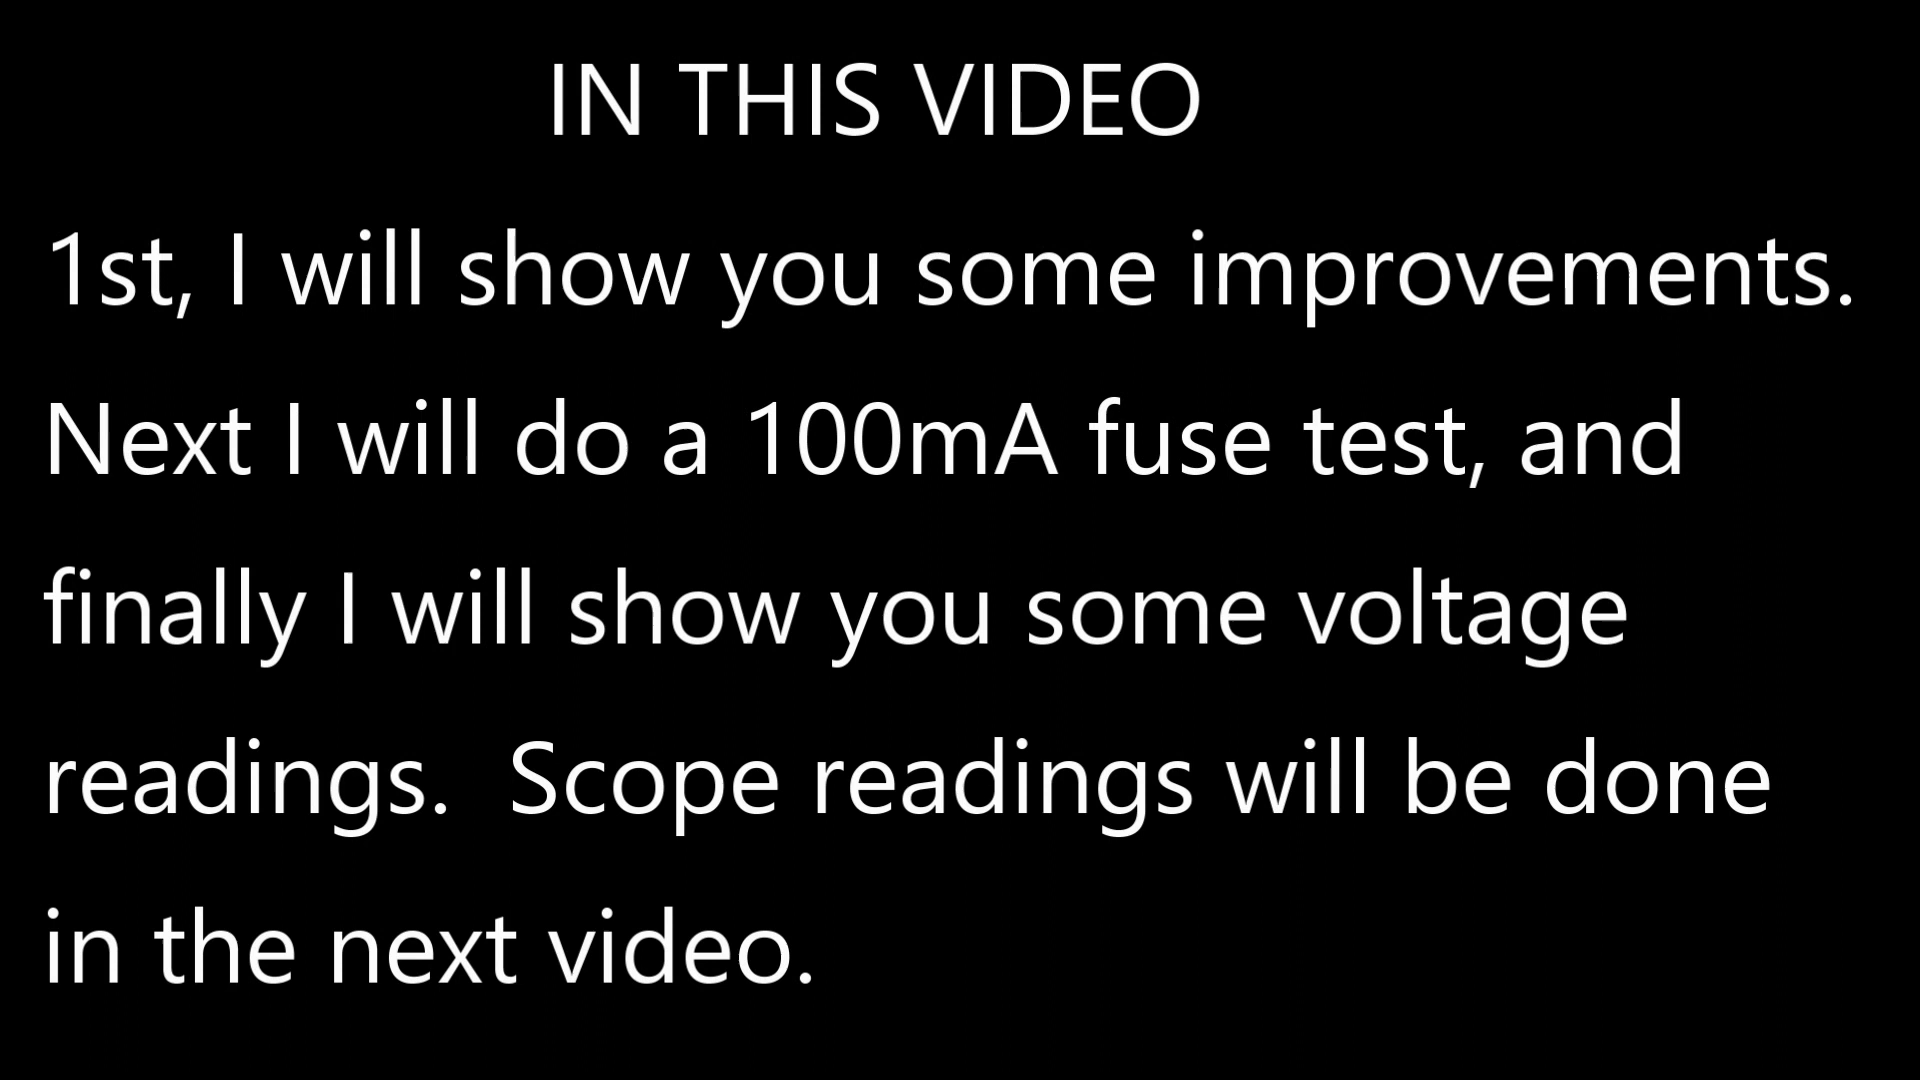 IN THIS VIDEO
1st, I will show you some improvements.
Next I will do a 100mA fuse test, and
finally I will show you some voltage
readings.  Scope readings will be done
in the next video.